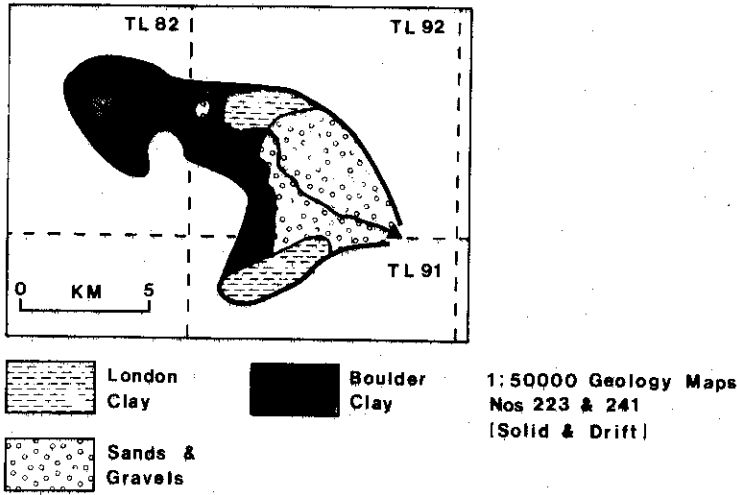 TL 82
TL 92
TL 91
0 KM 5
London
Clay
Boulder
Clay
Sands &
Gravels
1:50000 Geology Maps
Nos 223 & 241
[Solid & Drift]